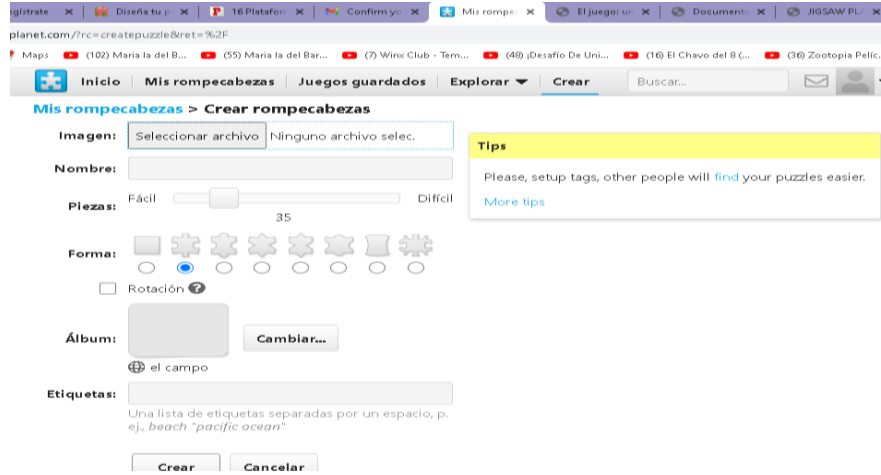 egístrate Diseña tu p 16 Platafor Confirm yo Mis rompe El juego: un Document JIGSAW PLA
planet.com/?rc=createpuzzle&ret=%2F
Maps (102) Maria la del B... (55) Maria la del Bar... (7) Winx Club - Tem... (48) ¡Desafío De Uni... (16) El Chavo del 8 (... (36) Zootopia Pelíc.
Inicio Mis rompecabezas Juegos guardados Explorar Crear Buscar...
Mis rompecabezas > Crear rompecabezas
Imagen: Seleccionar archivo Ninguno archivo selec.
Tips
Nombre:
Please, setup tags, other people will find your puzzles easier.
Piezas: Fácil Difícil
More tips
35
Forma:
Rotación ?
Álbum: Cambiar...
el campo
Etiquetas:
Una lista de etiquetas separadas por un espacio, p.
ej., beach "pacific ocean"
Crear Cancelar